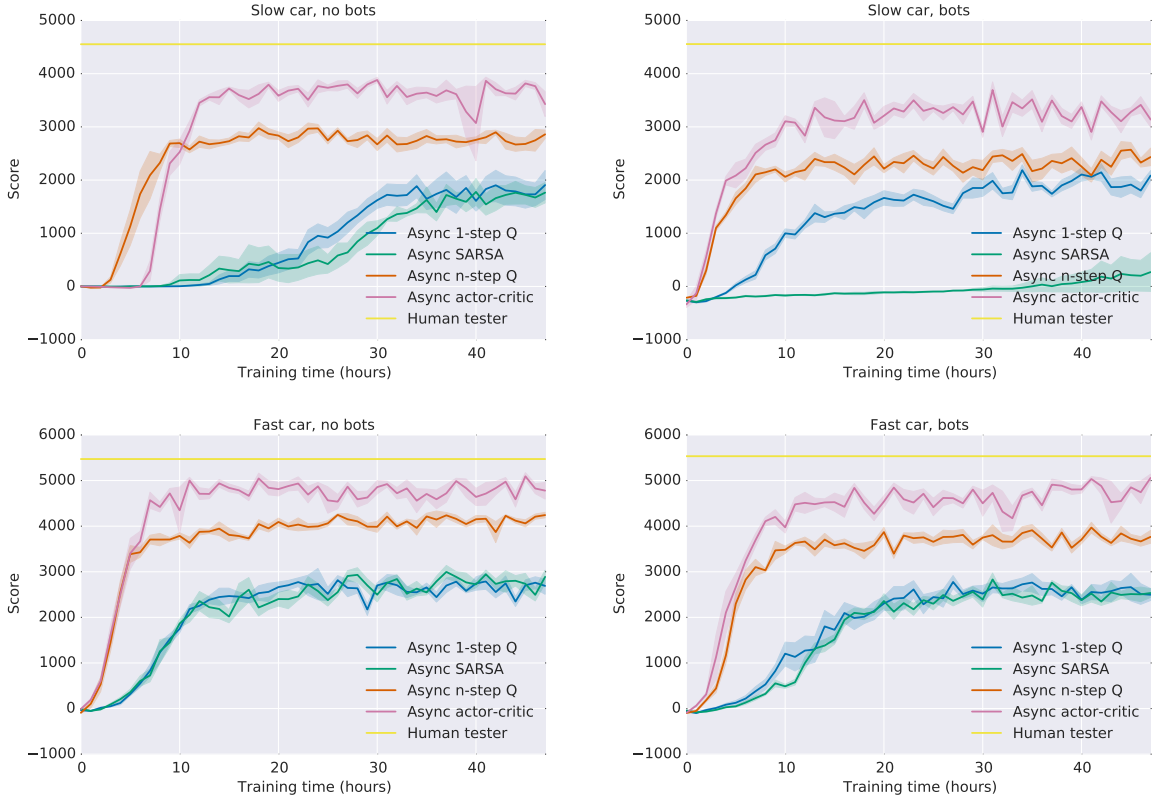 Slow car, no bots
5000
4000
3000
2000
1000
0
−1000
Score
0 10 20 30 40
Training time (hours)
Async 1-step Q
Async SARSA
Async n-step Q
Async actor-critic
Human tester
Slow car, bots
5000
4000
3000
2000
1000
0
−1000
Score
0 10 20 30 40
Training time (hours)
Async 1-step Q
Async SARSA
Async n-step Q
Async actor-critic
Human tester
Fast car, no bots
6000
5000
4000
3000
2000
1000
0
−1000
Score
0 10 20 30 40
Training time (hours)
Async 1-step Q
Async SARSA
Async n-step Q
Async actor-critic
Human tester
Fast car, bots
6000
5000
4000
3000
2000
1000
0
−1000
Score
0 10 20 30 40
Training time (hours)
Async 1-step Q
Async SARSA
Async n-step Q
Async actor-critic
Human tester